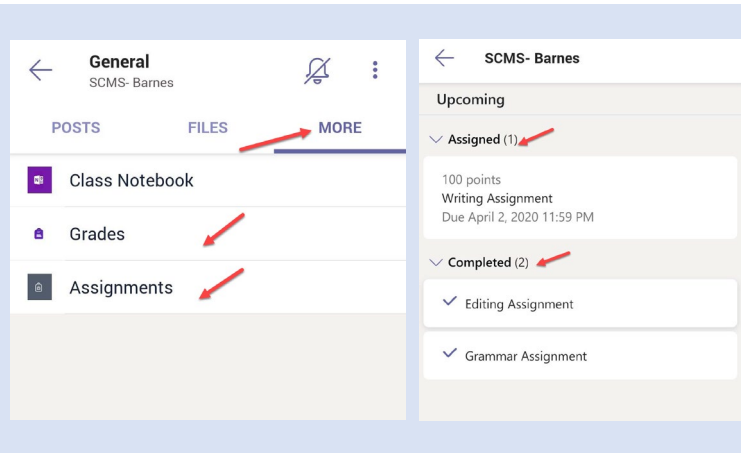 General
SCMS- Barnes
POSTS FILES MORE
Class Notebook
Grades
Assignments
SCMS- Barnes
Upcoming
Assigned (1)
100 points
Writing Assignment
Due April 2, 2020 11:59 PM
Completed (2)
Editing Assignment
Grammar Assignment